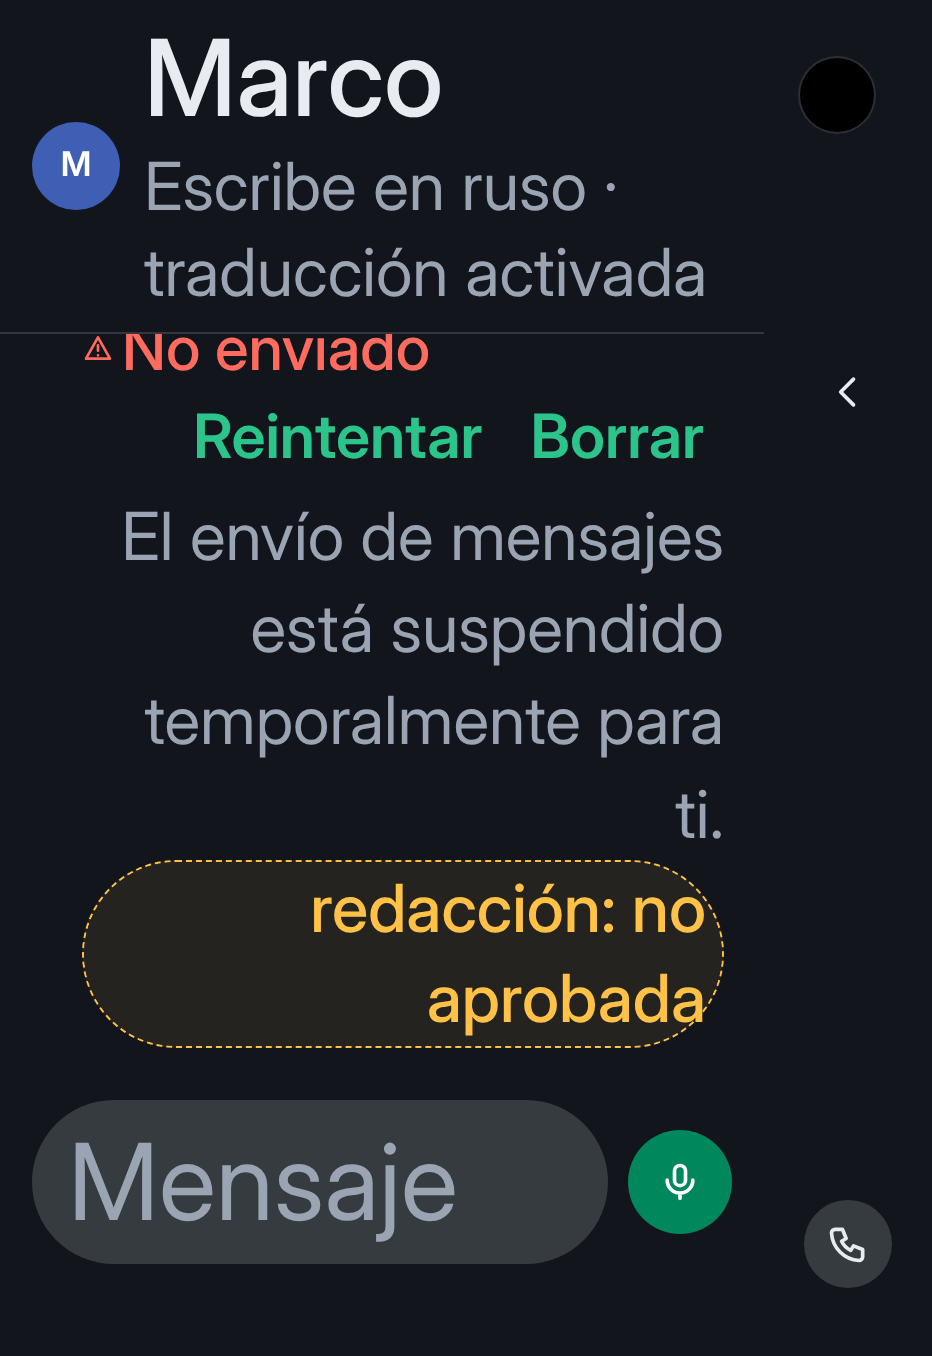 Marco
M
Escribe en ruso ·
traducción activada
No enviado
Reintentar Borrar
El envío de mensajes
está suspendido
temporalmente para
ti.
redacción: no
aprobada
Mensaje